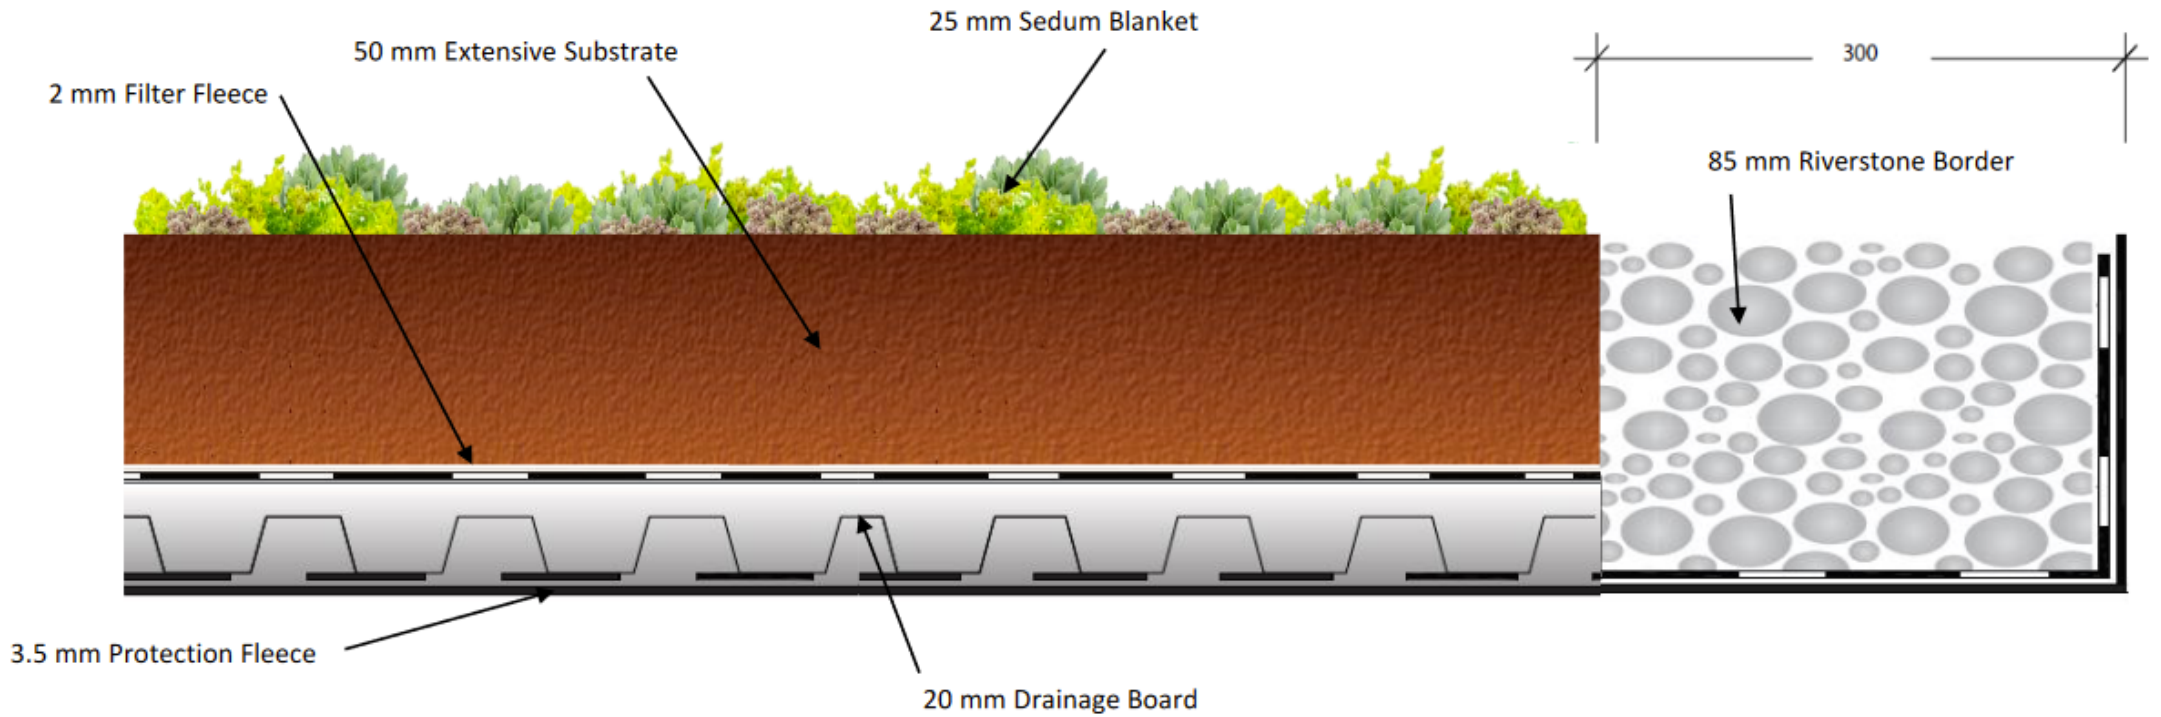 25 mm Sedum Blanket
50 mm Extensive Substrate
300
2 mm Filter Fleece
85 mm Riverstone Border
3.5 mm Protection Fleece
20 mm Drainage Board